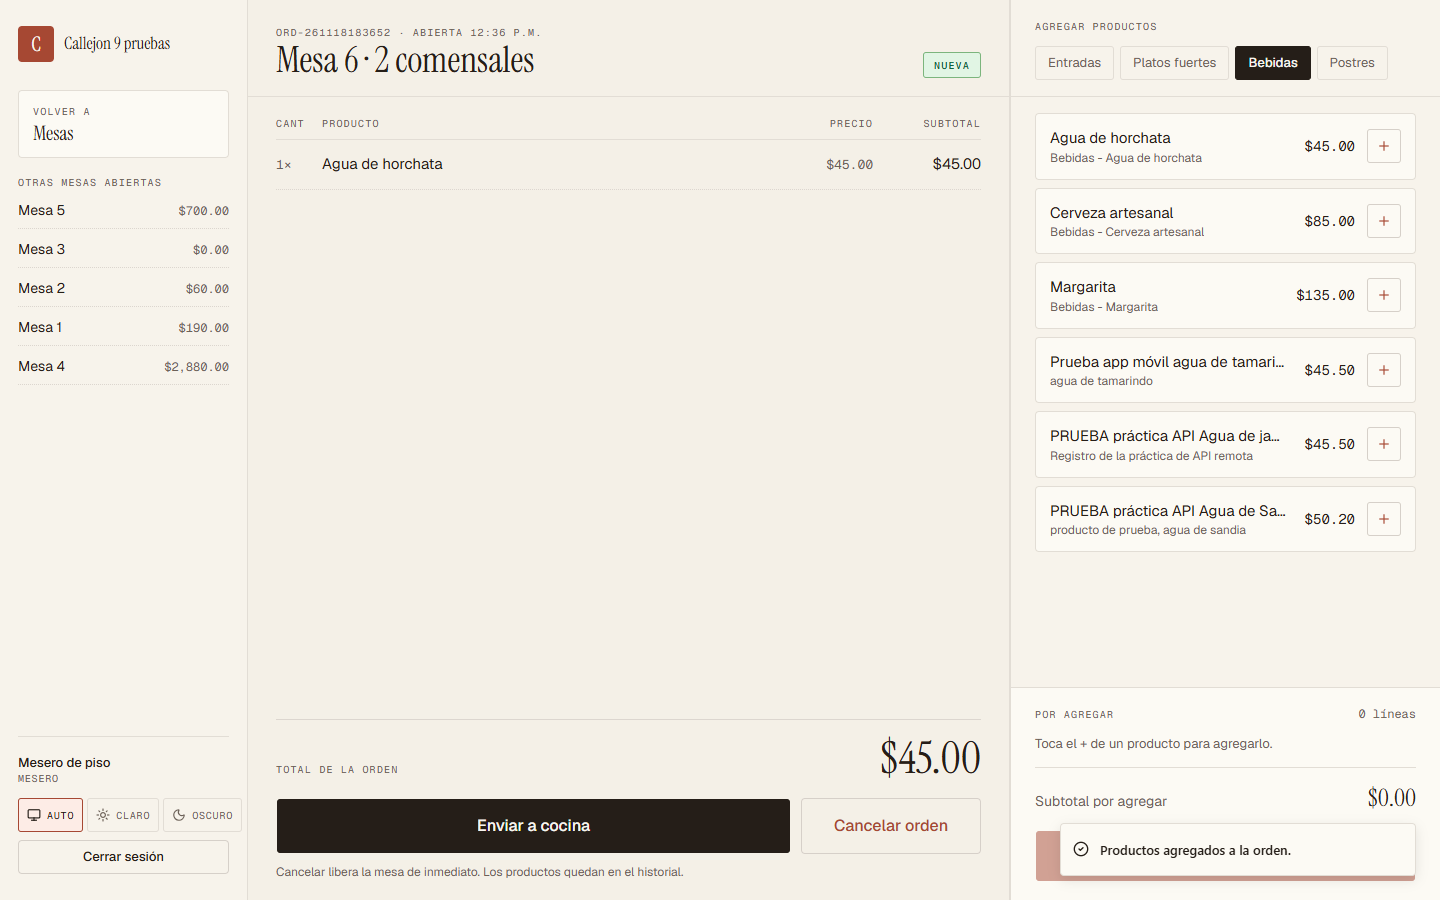 C
Callejon 9 pruebas
VOLVER A
Mesas
OTRAS MESAS ABIERTAS
Mesa 5 $700.00
Mesa 3 $0.00
Mesa 2 $60.00
Mesa 1 $190.00
Mesa 4 $2,880.00
Mesero de piso
MESERO
AUTO CLARO OSCURO
Cerrar sesión
ORD-261118183652 · ABIERTA 12:36 P.M.
Mesa 6 · 2 comensales
NUEVA
CANT PRODUCTO PRECIO SUBTOTAL
1× Agua de horchata $45.00 $45.00
TOTAL DE LA ORDEN $45.00
Enviar a cocina Cancelar orden
Cancelar libera la mesa de inmediato. Los productos quedan en el historial.
AGREGAR PRODUCTOS
Entradas Platos fuertes Bebidas Postres
Agua de horchata $45.00 +
Bebidas - Agua de horchata
Cerveza artesanal $85.00 +
Bebidas - Cerveza artesanal
Margarita $135.00 +
Bebidas - Margarita
Prueba app móvil agua de tamari... $45.50 +
agua de tamarindo
PRUEBA práctica API Agua de ja... $45.50 +
Registro de la práctica de API remota
PRUEBA práctica API Agua de Sa... $50.20 +
producto de prueba, agua de sandia
POR AGREGAR 0 líneas
Toca el + de un producto para agregarlo.
Subtotal por agregar $0.00
Productos agregados a la orden.